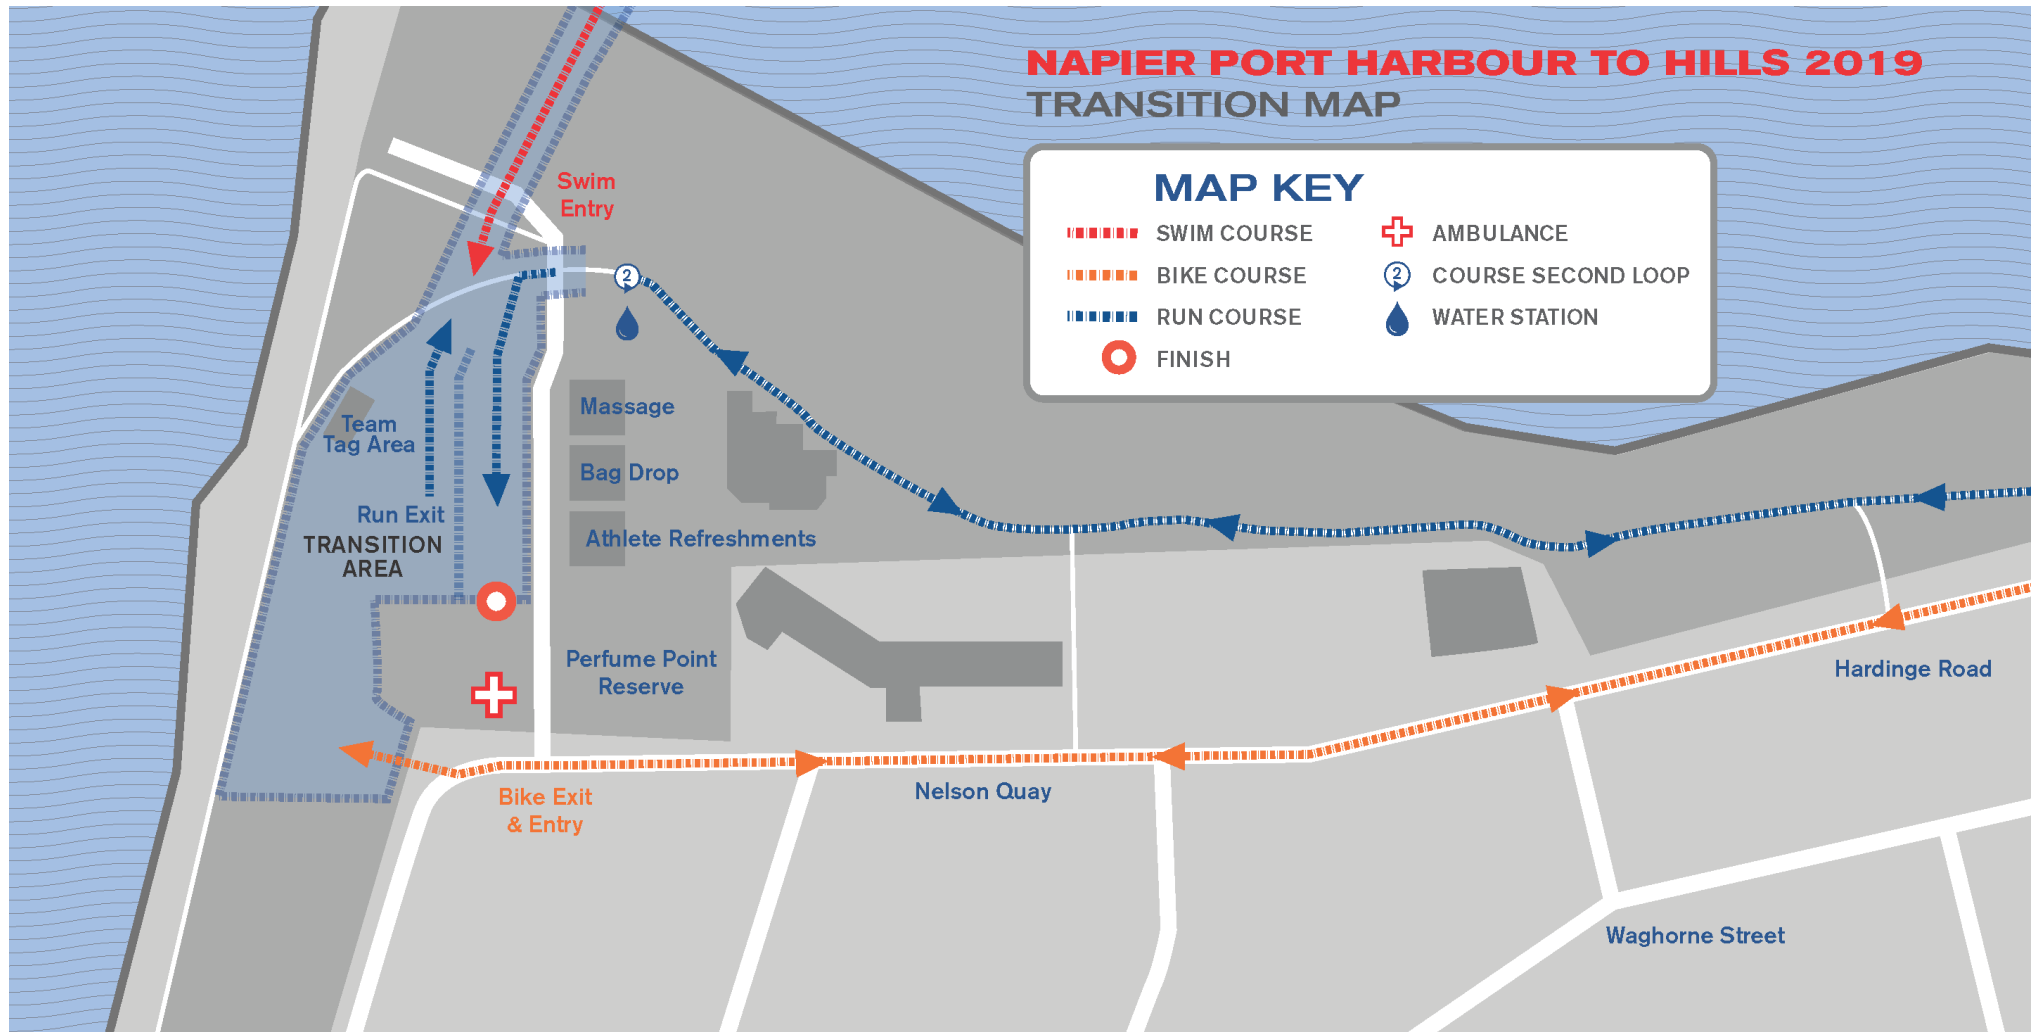 NAPIER PORT HARBOUR TO HILLS 2019
TRANSITION MAP
MAP KEY
SWIM COURSE
BIKE COURSE
RUN COURSE
FINISH
AMBULANCE
2 COURSE SECOND LOOP
WATER STATION
Swim
Entry
2
Team
Tag Area
Massage
Bag Drop
Run Exit
TRANSITION
AREA
Athlete Refreshments
Perfume Point
Reserve
Hardinge Road
Bike Exit
& Entry
Nelson Quay
Waghorne Street